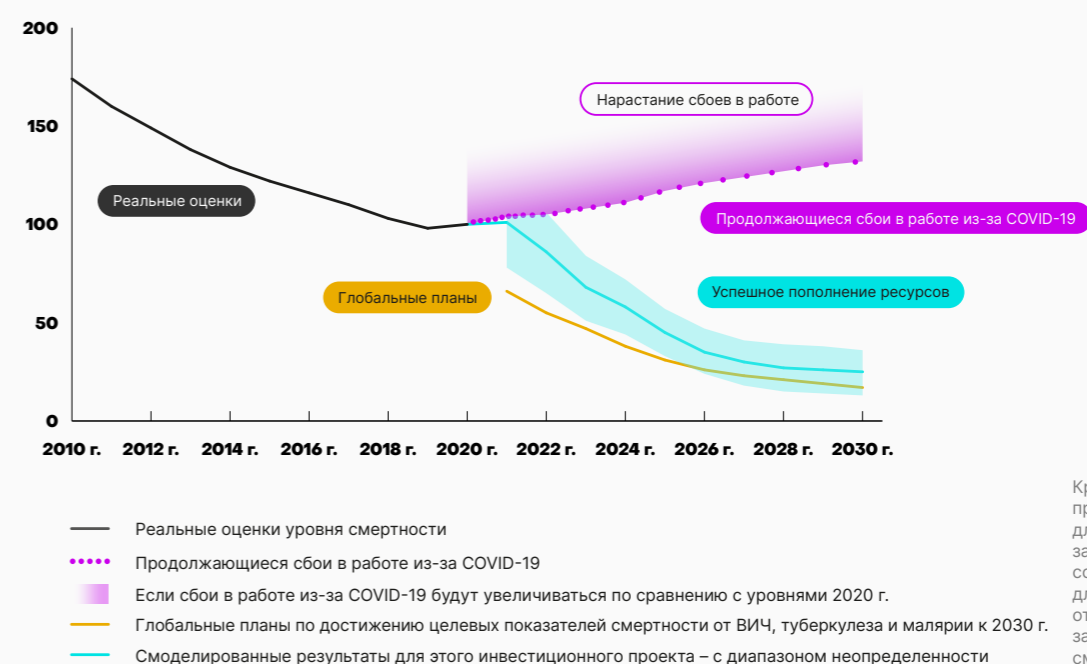 200
Нарастание сбоев в работе
150
Реальные оценки
100
Продолжающиеся сбои в работе из-за COVID-19
Глобальные планы
Успешное пополнение ресурсов
50
0
2010 г. 2012 г. 2014 г. 2016 г. 2018 г. 2020 г. 2022 г. 2024 г. 2026 г. 2028 г. 2030 г.
Реальные оценки уровня смертности
Продолжающиеся сбои в работе из-за COVID-19
Если сбои в работе из-за COVID-19 будут увеличиваться по сравнению с уровнями 2020 г.
Глобальные планы по достижению целевых показателей смертности от ВИЧ, туберкулеза и малярии к 2030 г.
Смоделированные результаты для этого инвестиционного проекта – с диапазоном неопределенности